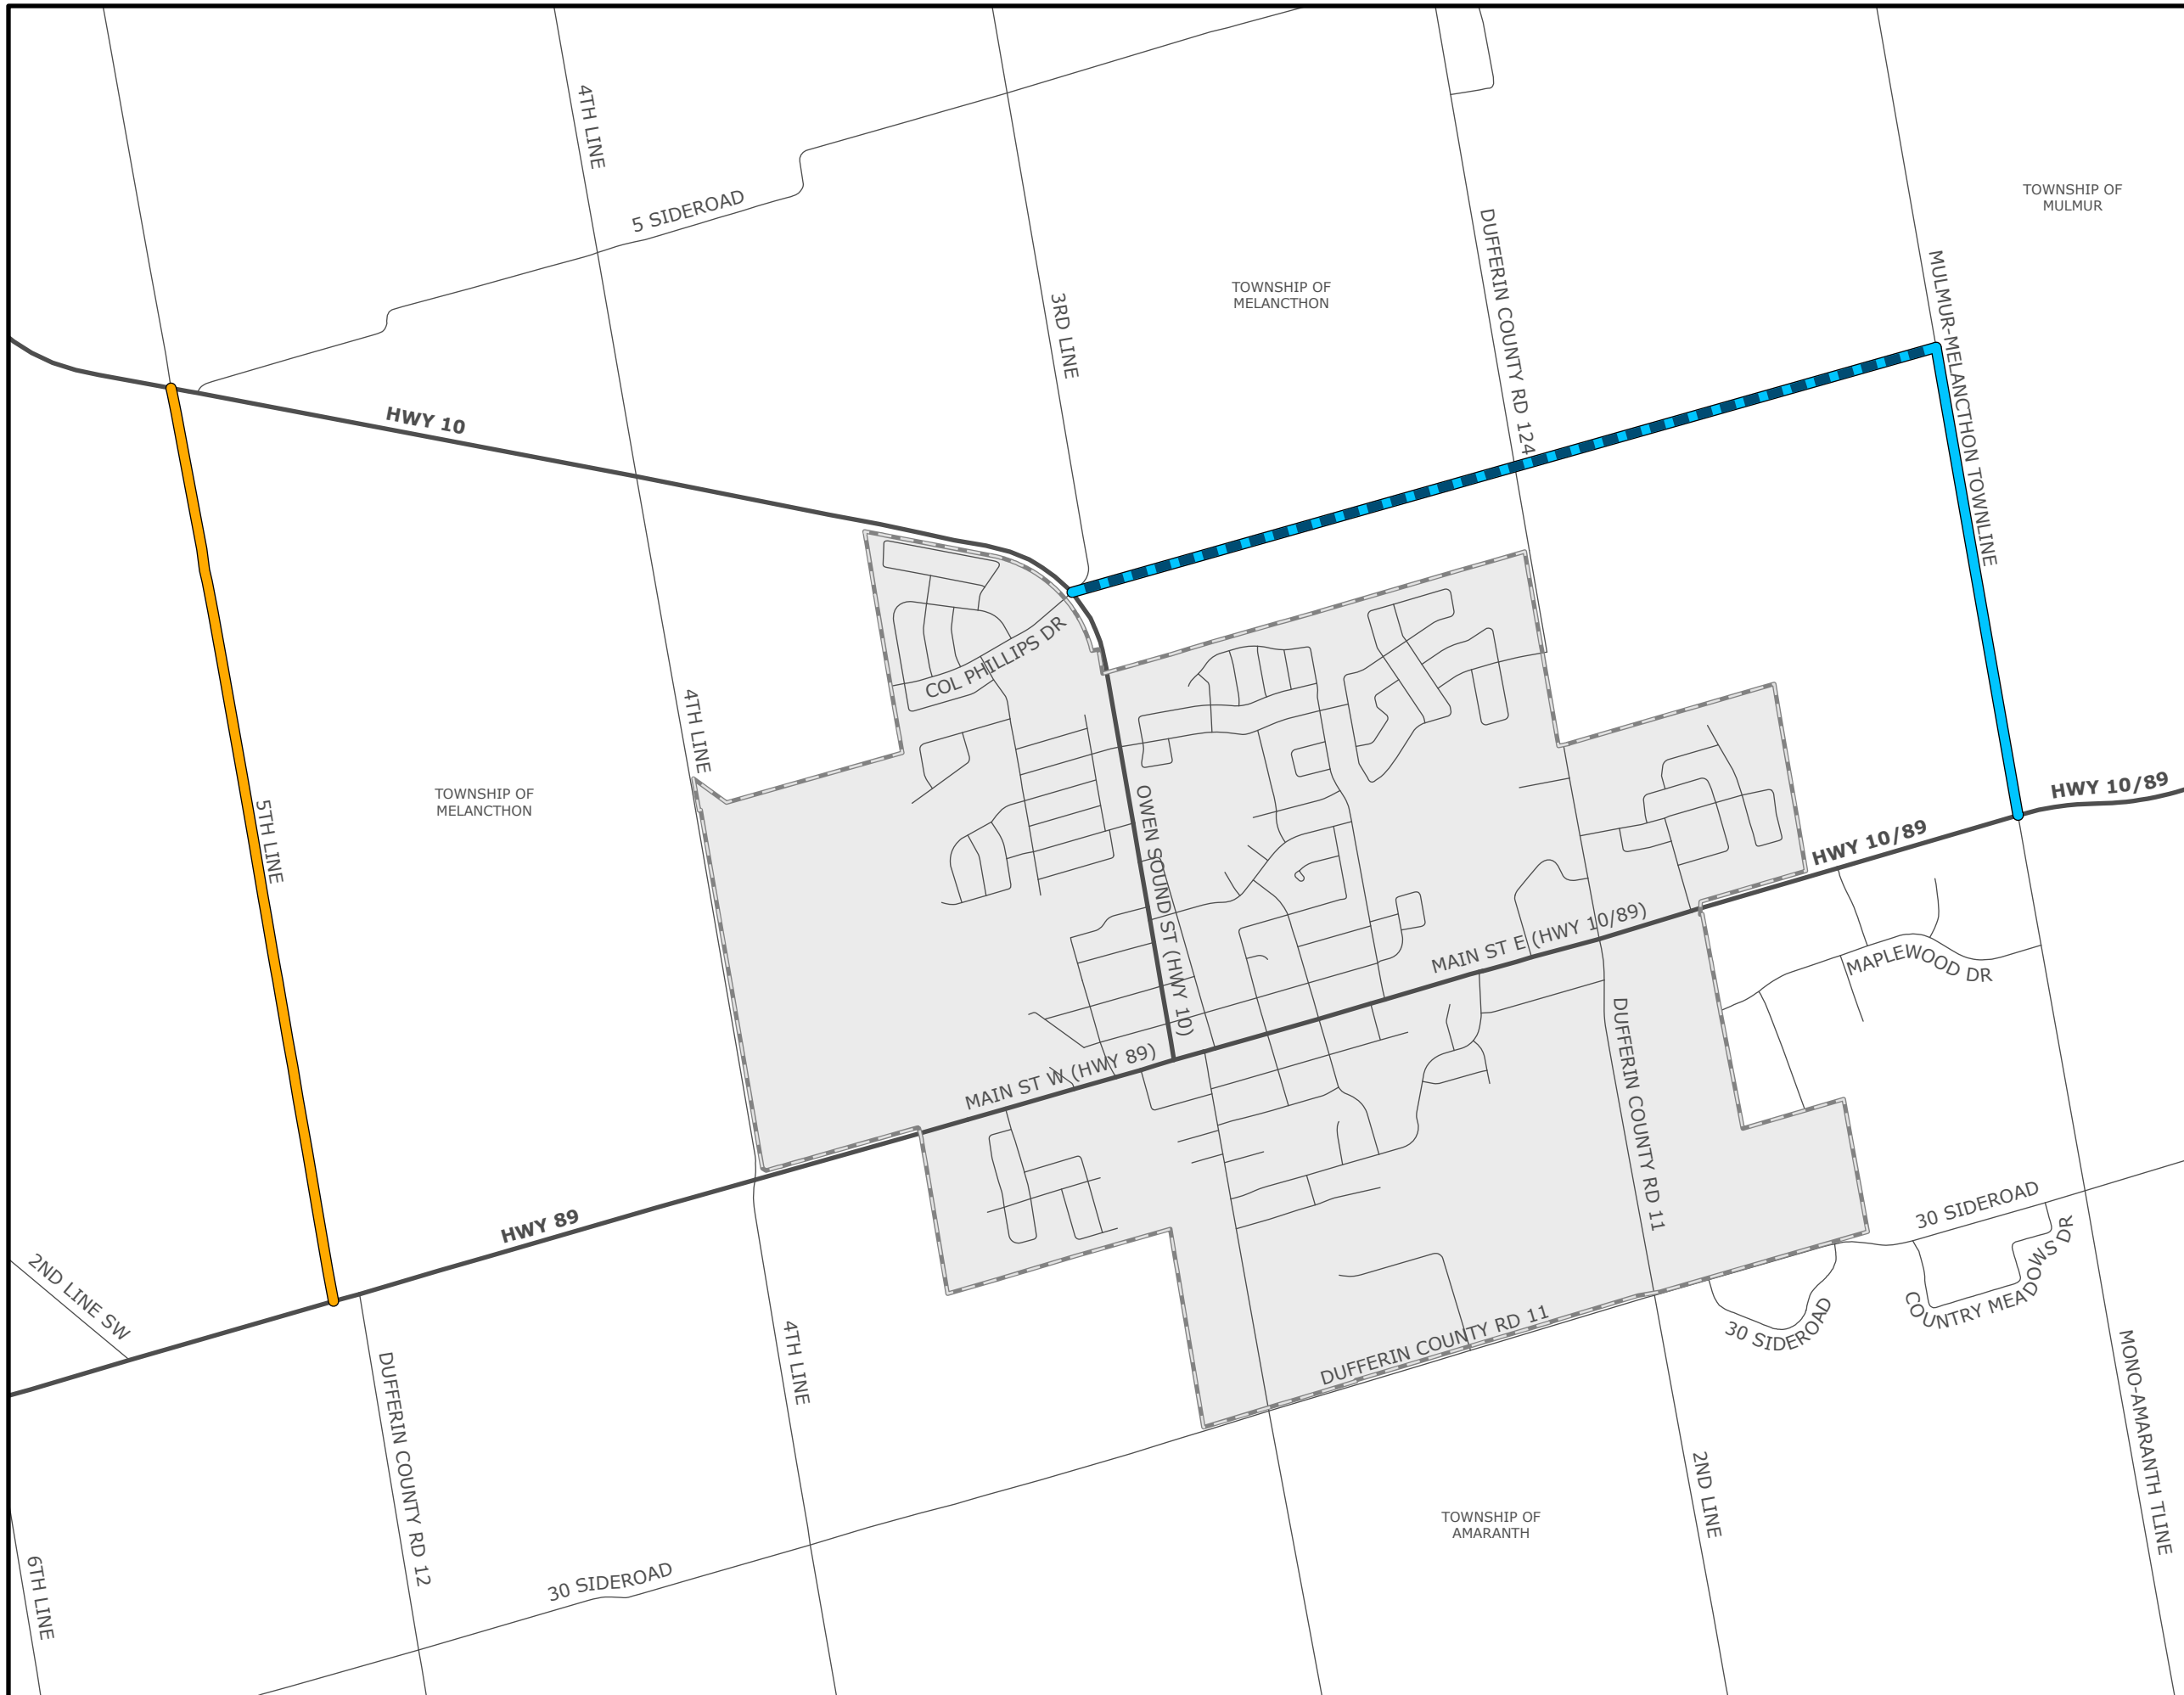 4TH LINE
5 SIDEROAD
TOWNSHIP OF
MULMUR
DUFFERIN COUNTY RD 124
MULMUR-MELANCTHON TOWNLINE
TOWNSHIP OF
MELANCTHON
3RD LINE
HWY 10
COL PHILLIPS DR
4TH LINE
TOWNSHIP OF
MELANCTHON
5TH LINE
OWEN SOUND ST (HWY 10)
HWY 10/89
HWY 10/89
MAIN ST E (HWY 10/89)
MAPLEWOOD DR
MAIN ST W (HWY 89)
DUFFERIN COUNTY RD 11
HWY 89
30 SIDEROAD
COUNTRY MEADOWS DR
2ND LINE SW
30 SIDEROAD
DUFFERIN COUNTY RD 11
4TH LINE
DUFFERIN COUNTY RD 12
MONO-AMARANTH TLINE
2ND LINE
TOWNSHIP OF
AMARANTH
30 SIDEROAD
6TH LINE